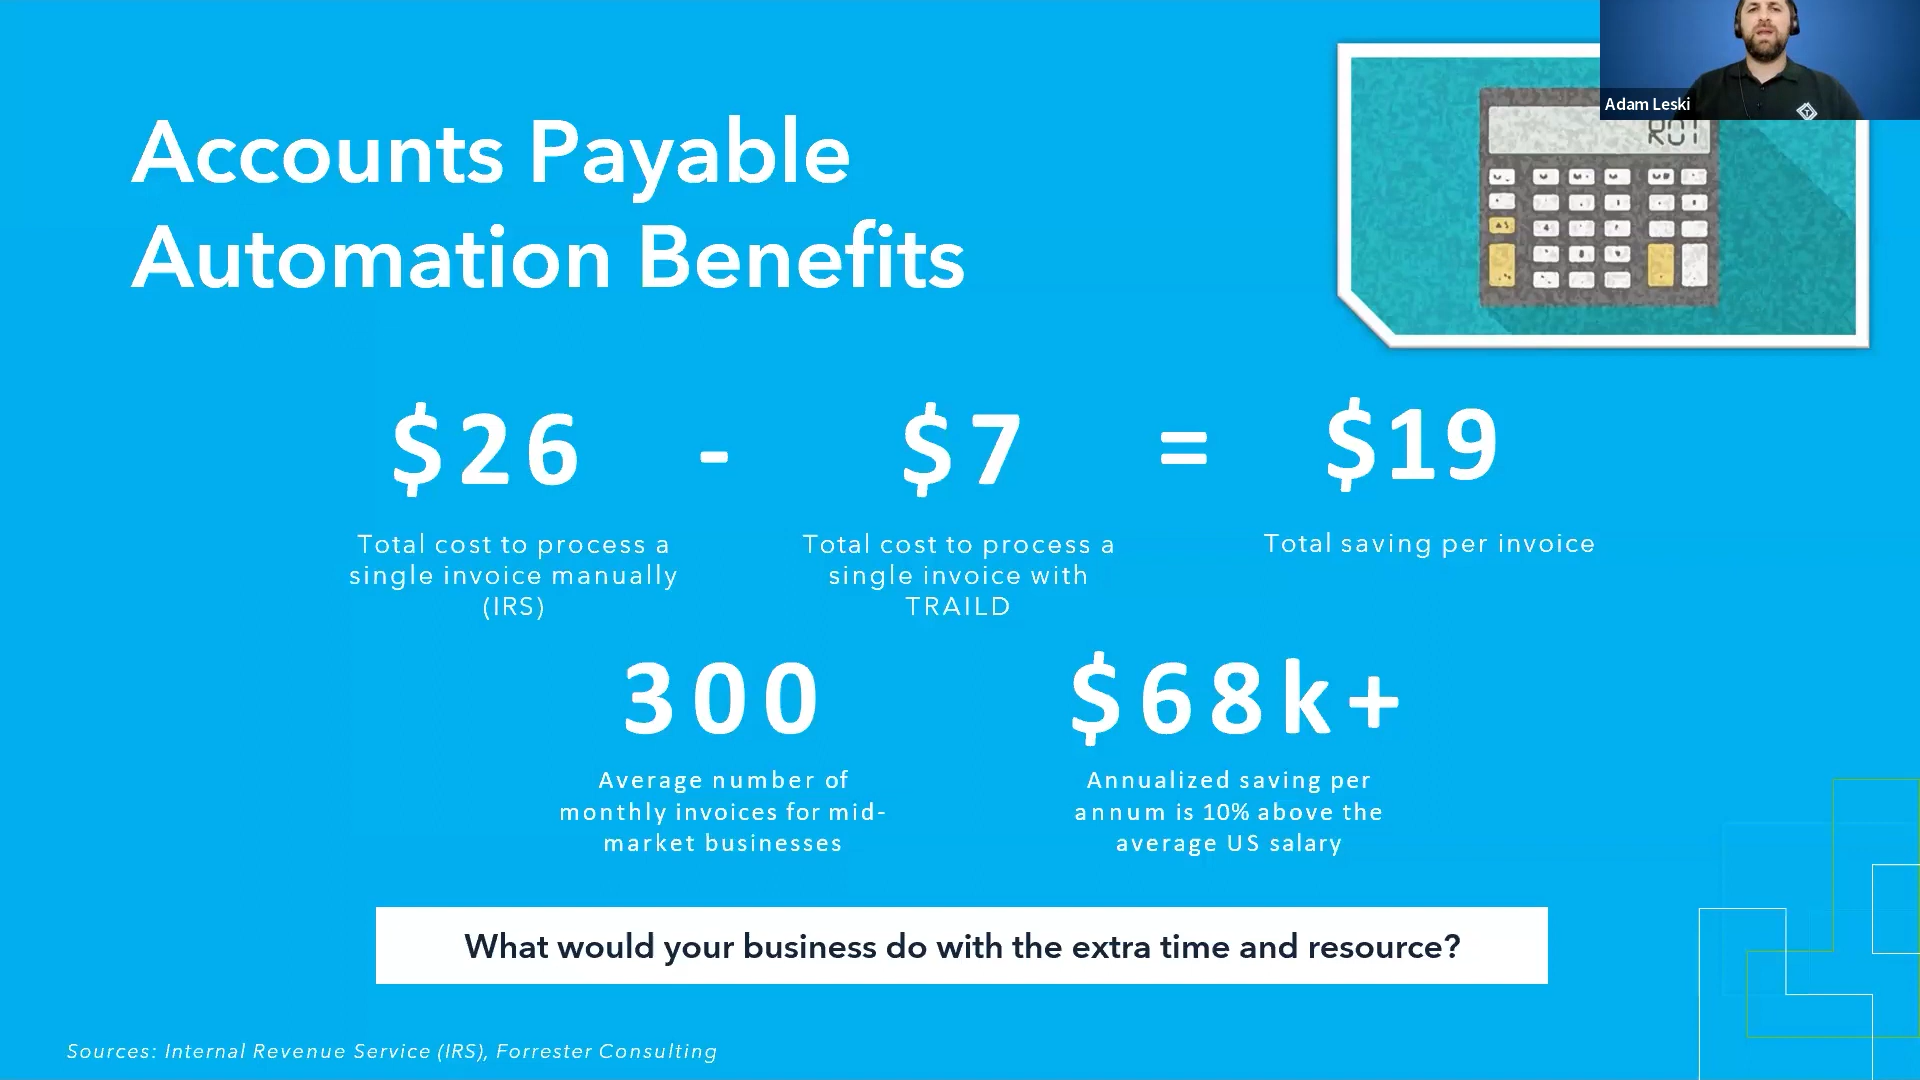 Adam Leski
ROI
Accounts Payable
Automation Benefits
$26 - $7 = $19
Total cost to process a
single invoice manually
(IRS)
Total cost to process a
single invoice with
TRAILD
Total saving per invoice
300
Average number of
monthly invoices for mid-
market businesses
$68k+
Annualized saving per
annum is 10% above the
average US salary
What would your business do with the extra time and resource?
Sources: Internal Revenue Service (IRS), Forrester Consulting